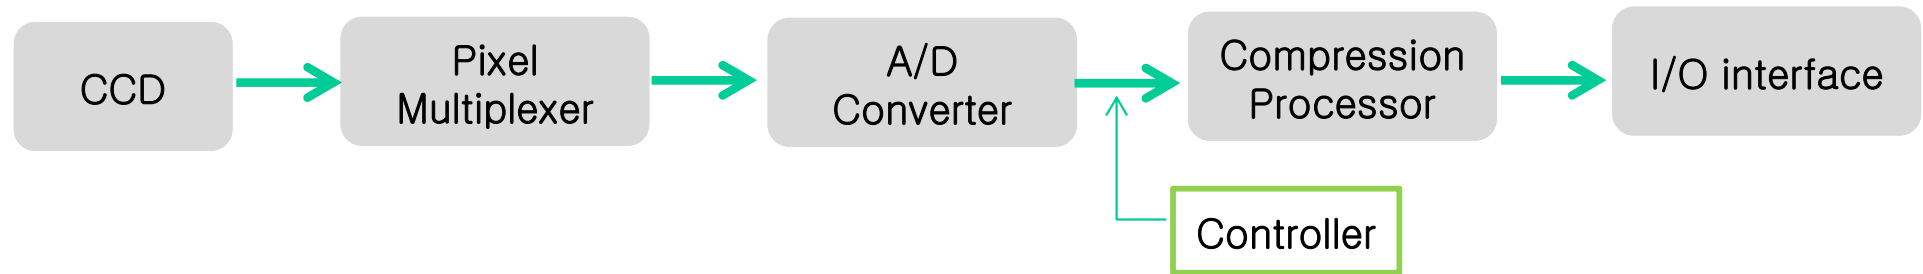 CCD
Pixel
Multiplexer
A/D
Converter
Compression
Processor
I/O interface
Controller